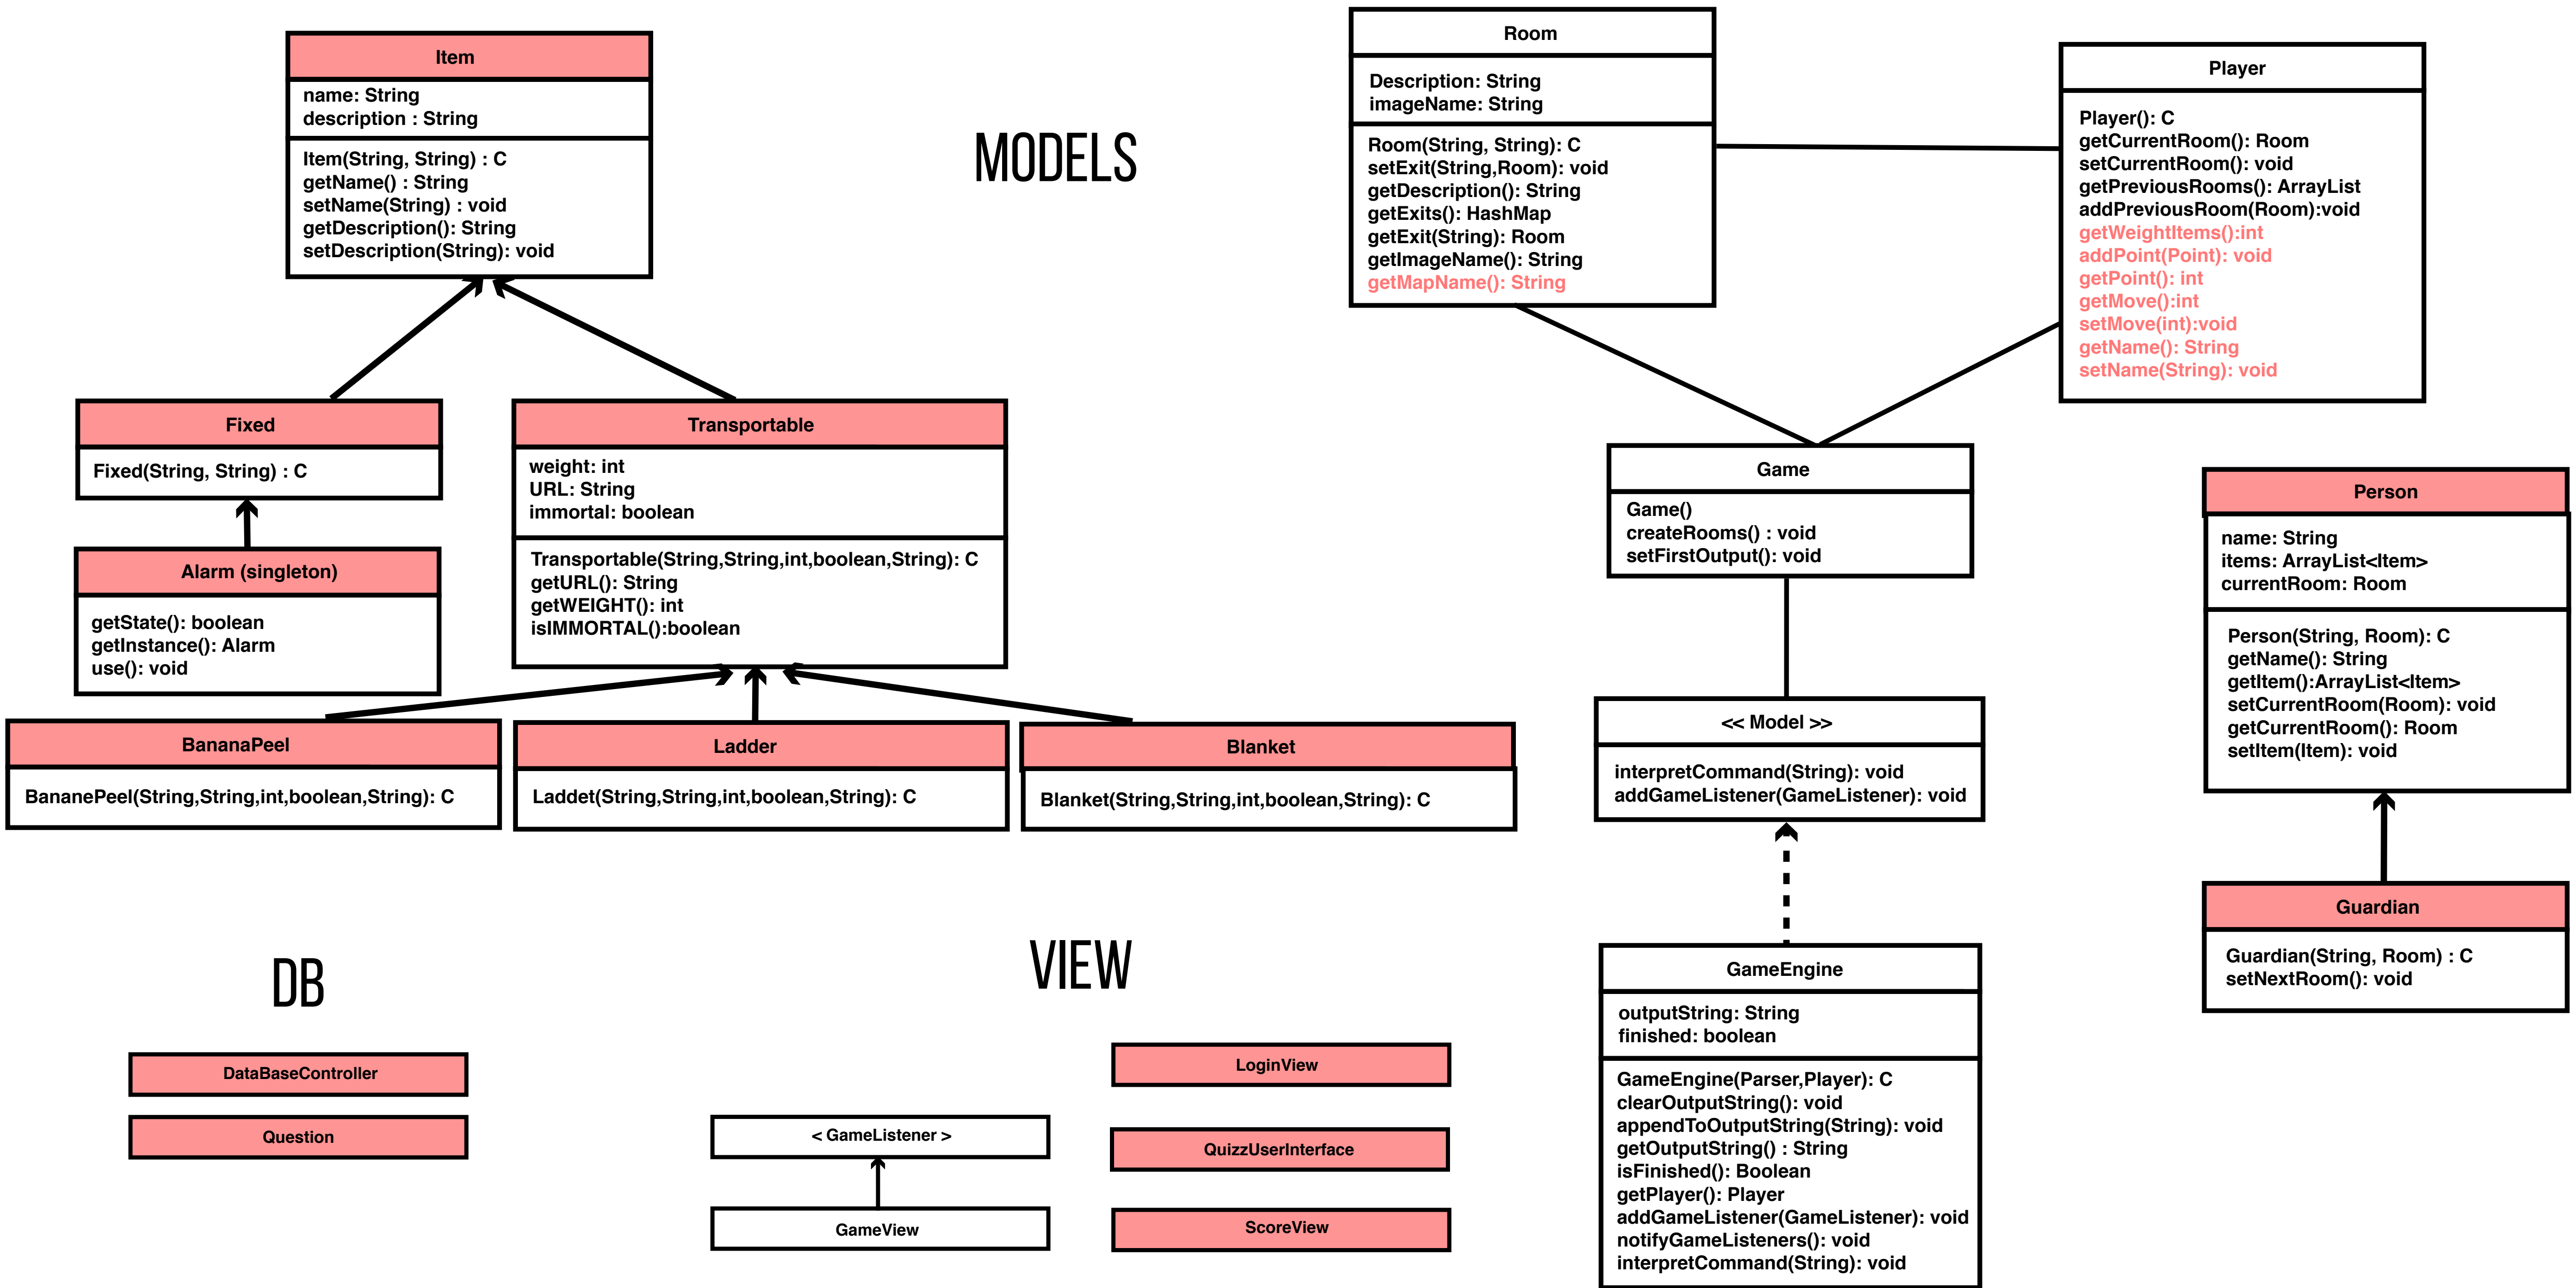 Item
name: String
description : String
Item(String, String) : C
getName() : String
setName(String) : void
getDescription(): String
setDescription(String): void
MODELS
Room
Description: String
imageName: String
Room(String, String): C
setExit(String,Room): void
getDescription(): String
getExits(): HashMap
getExit(String): Room
getImageName(): String
getMapName(): String
Player
Player(): C
getCurrentRoom(): Room
setCurrentRoom(): void
getPreviousRooms(): ArrayList
addPreviousRoom(Room):void
getWeightItems():int
addPoint(Point): void
getPoint(): int
getMove():int
setMove(int):void
getName(): String
setName(String): void
Fixed
Fixed(String, String) : C
Transportable
weight: int
URL: String
immortal: boolean
Transportable(String,String,int,boolean,String): C
getURL(): String
getWEIGHT(): int
isIMMORTAL():boolean
Game
Game()
createRooms() : void
setFirstOutput(): void
Person
name: String
items: ArrayList<Item>
currentRoom: Room
Person(String, Room): C
getName(): String
getItem():ArrayList<Item>
setCurrentRoom(Room): void
getCurrentRoom(): Room
setItem(Item): void
Alarm (singleton)
getState(): boolean
getInstance(): Alarm
use(): void
BananaPeel
BananePeel(String,String,int,boolean,String): C
Ladder
Laddet(String,String,int,boolean,String): C
Blanket
Blanket(String,String,int,boolean,String): C
<< Model >>
interpretCommand(String): void
addGameListener(GameListener): void
Guardian
Guardian(String, Room) : C
setNextRoom(): void
DB
DataBaseController
Question
VIEW
< GameListener >
GameView
LoginView
QuizzUserInterface
ScoreView
GameEngine
outputString: String
finished: boolean
GameEngine(Parser,Player): C
clearOutputString(): void
appendToOutputString(String): void
getOutputString() : String
isFinished(): Boolean
getPlayer(): Player
addGameListener(GameListener): void
notifyGameListeners(): void
interpretCommand(String): void